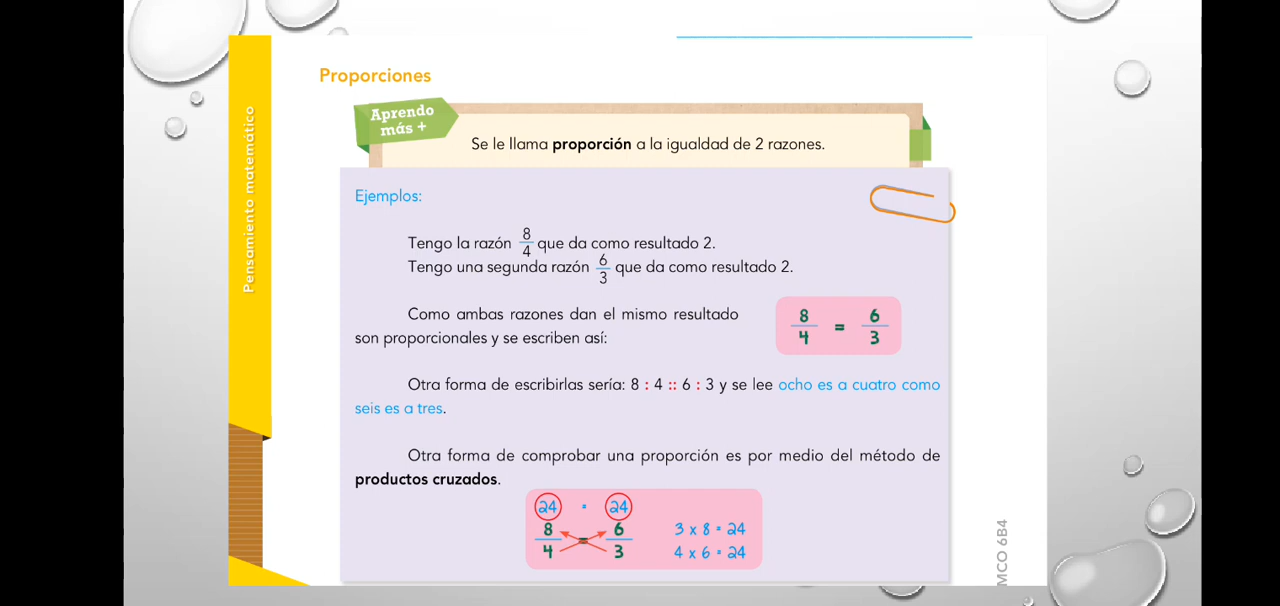 Proporciones
Aprendo
más +
Se le llama proporción a la igualdad de 2 razones.
Pensamiento matemático
Ejemplos:
Tengo la razón 8/4 que da como resultado 2.
Tengo una segunda razón 6/3 que da como resultado 2.
Como ambas razones dan el mismo resultado
son proporcionales y se escriben así:
8/4 = 6/3
Otra forma de escribirlas sería: 8 : 4 :: 6 : 3 y se lee ocho es a cuatro como
seis es a tres.
Otra forma de comprobar una proporción es por medio del método de
productos cruzados.
24 = 24
8/4 = 6/3
3 x 8 = 24
4 x 6 = 24
MCO 6B4